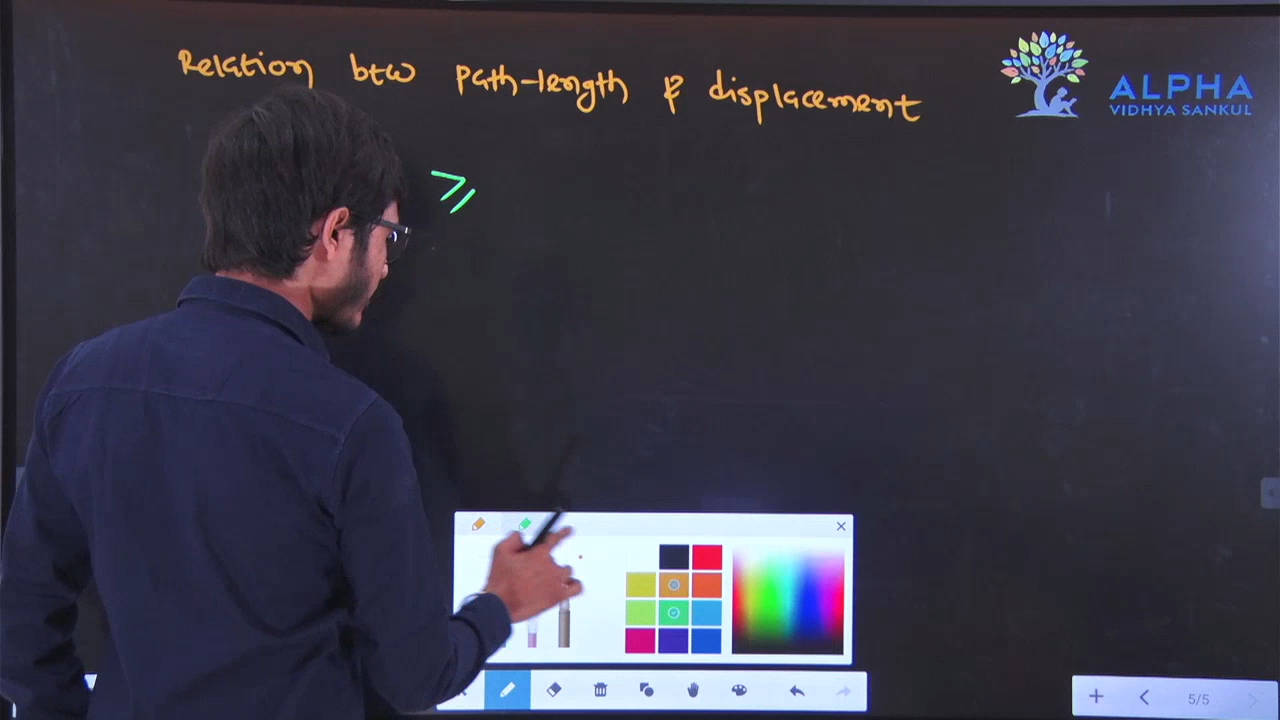 Relation btw Path-length & displacement
ALPHA
VIDHYA SANKUL
≥
5/5